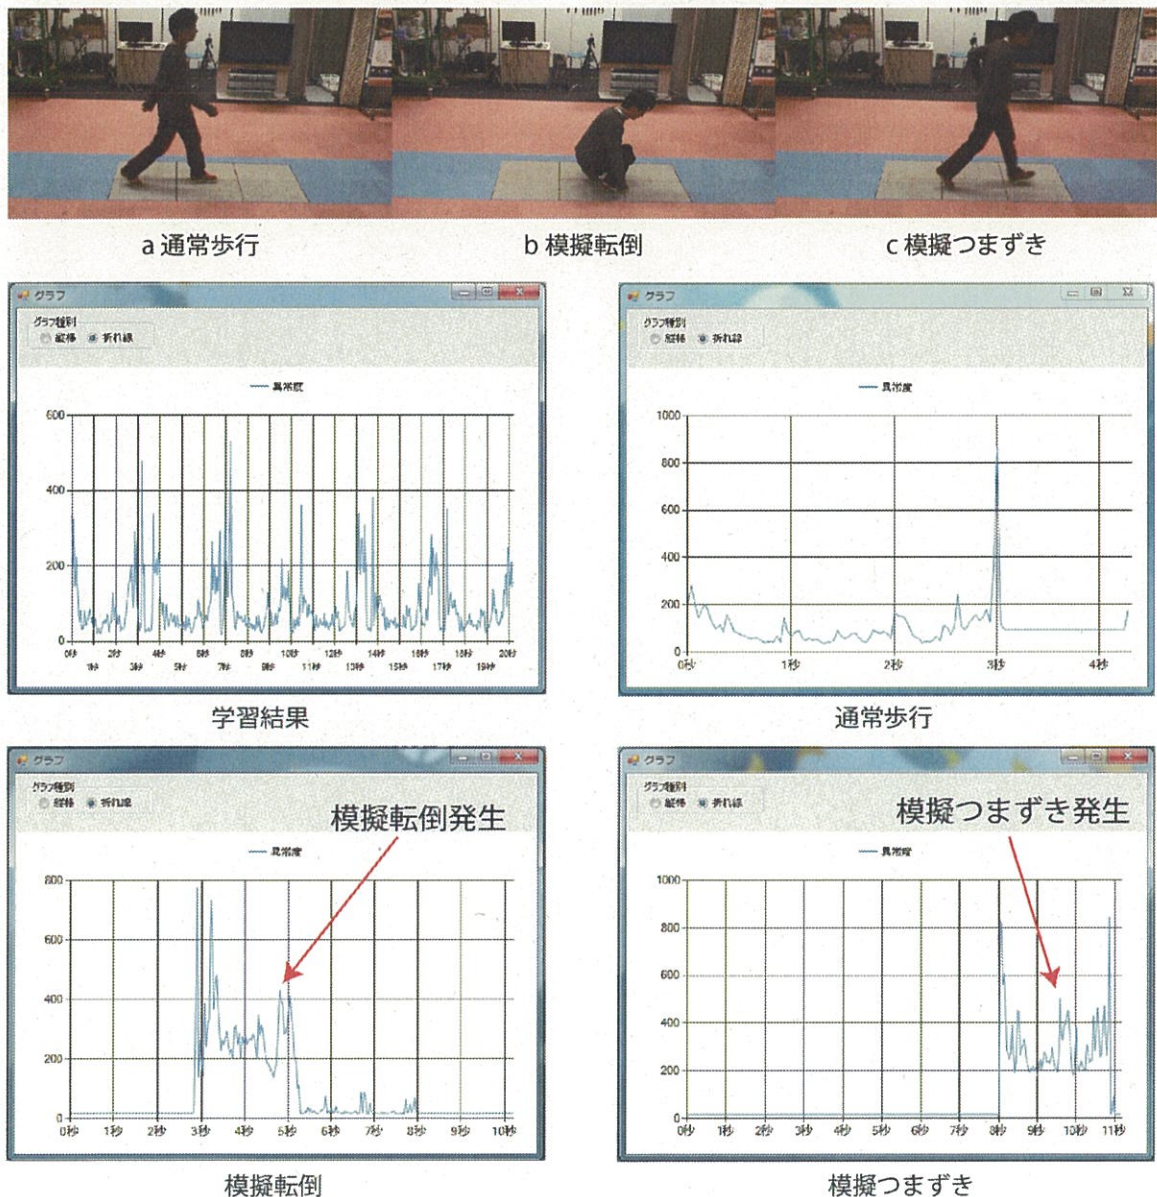 a 通常歩行
b 模擬転倒
c 模擬つまずき
グラフ
グラフ種別
縦棒 折れ線
異常度
600
400
200
0
0秒 2秒 4秒 6秒 8秒 10秒 12秒 14秒 16秒 18秒 20秒
1秒 3秒 5秒 7秒 9秒 11秒 13秒 15秒 17秒 19秒
学習結果
グラフ
グラフ種別
縦棒 折れ線
異常度
1000
800
600
400
200
0
0秒 1秒 2秒 3秒 4秒
通常歩行
グラフ
グラフ種別
縦棒 折れ線
模擬転倒発生
異常度
800
600
400
200
0
0秒 1秒 2秒 3秒 4秒 5秒 6秒 7秒 8秒 9秒 10秒
模擬転倒
グラフ
グラフ種別
縦棒 折れ線
模擬つまずき発生
異常度
1000
800
600
400
200
0
0秒 1秒 2秒 3秒 4秒 5秒 6秒 7秒 8秒 9秒 10秒 11秒
模擬つまずき